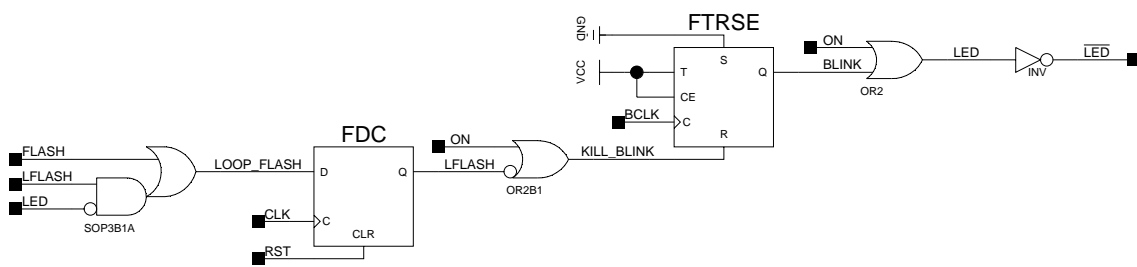 FTRSE
GND
ON
LED
LED
S
VCC
T
Q
BLINK
INV
OR2
CE
BCLK
C
FDC
ON
R
FLASH
LOOP_FLASH
D
Q
LFLASH
KILL_BLINK
LFLASH
OR2B1
LED
CLK
C
SOP3B1A
CLR
RST